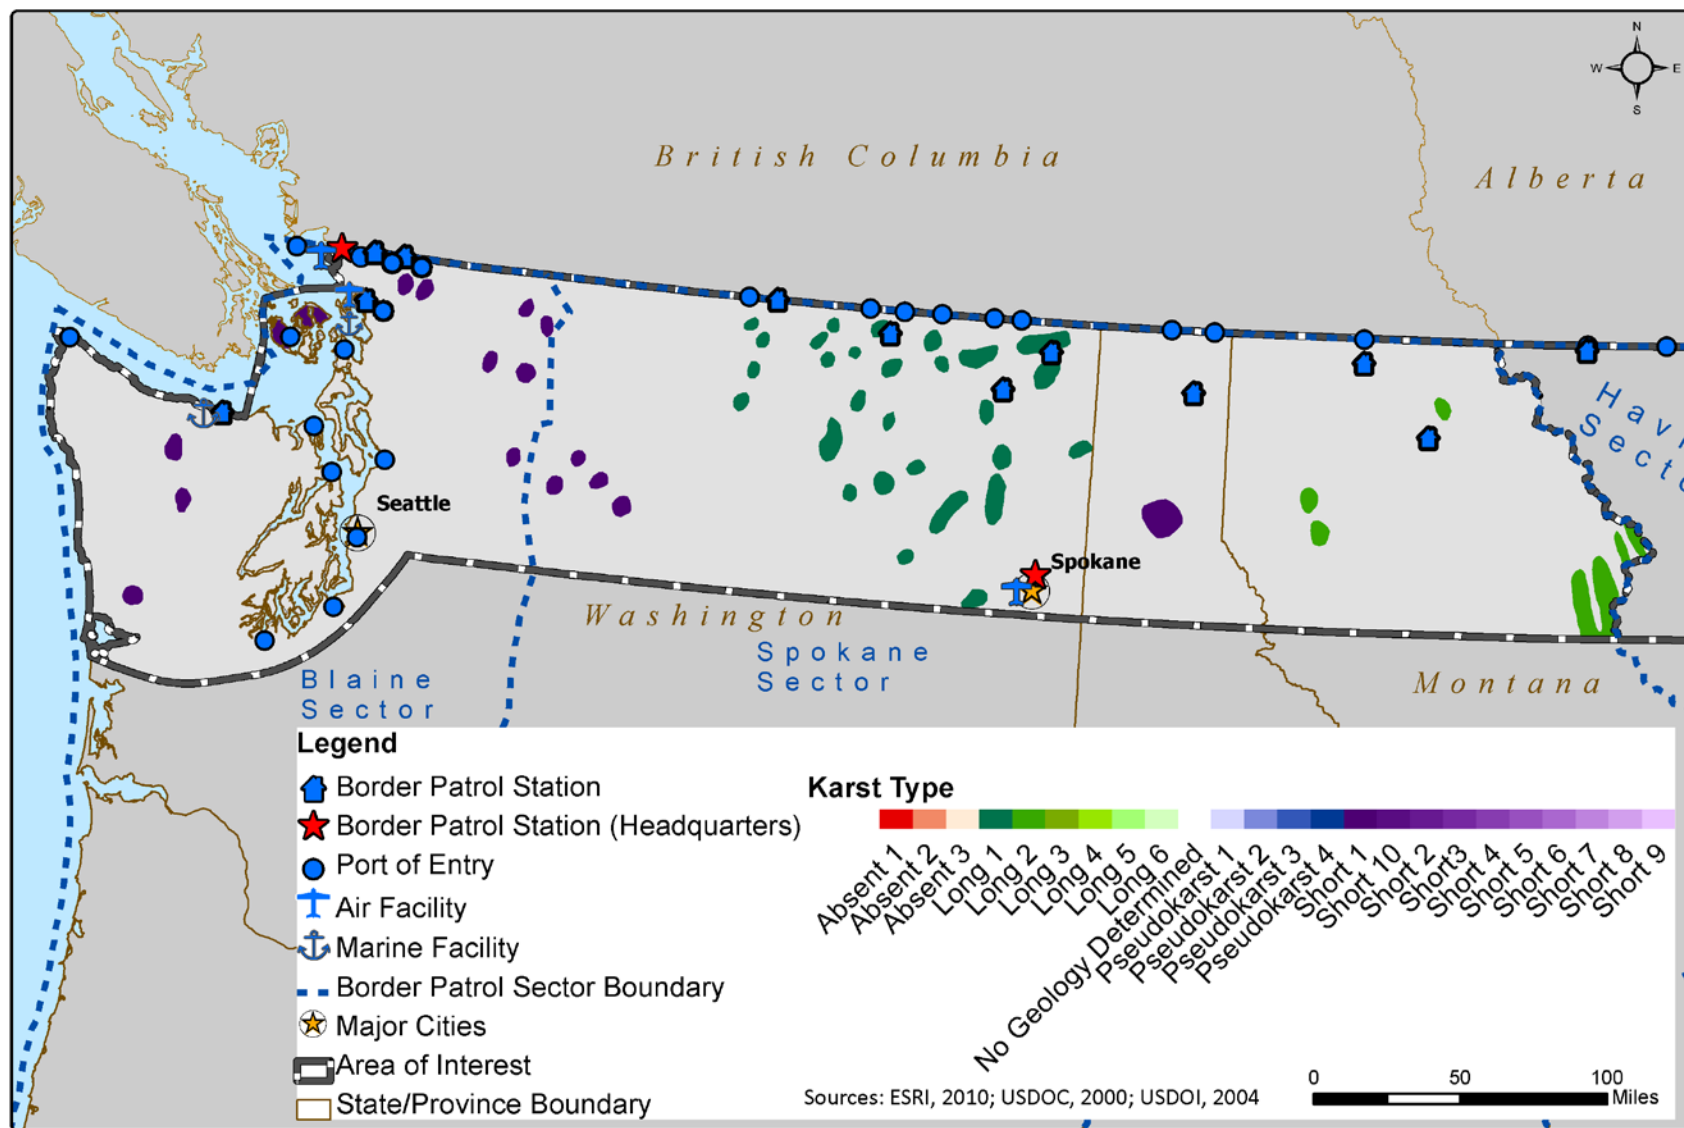 N
W E
S
British Columbia
Alberta
Seattle
Spokane
Washington
Spokane
Sector
Blaine
Sector
Montana
Legend
Border Patrol Station
Border Patrol Station (Headquarters)
Port of Entry
Air Facility
Marine Facility
Border Patrol Sector Boundary
Major Cities
Area of Interest
State/Province Boundary
Karst Type
Absent 1
Absent 2
Absent 3
Long 1
Long 2
Long 3
Long 4
Long 5
Long 6
No Geology Determined
Pseudokarst 1
Pseudokarst 2
Pseudokarst 3
Pseudokarst 4
Short 1
Short 10
Short 2
Short3
Short 4
Short 5
Short 6
Short 7
Short 8
Short 9
Sources: ESRI, 2010; USDOC, 2000; USDOI, 2004
0 50 100
Miles